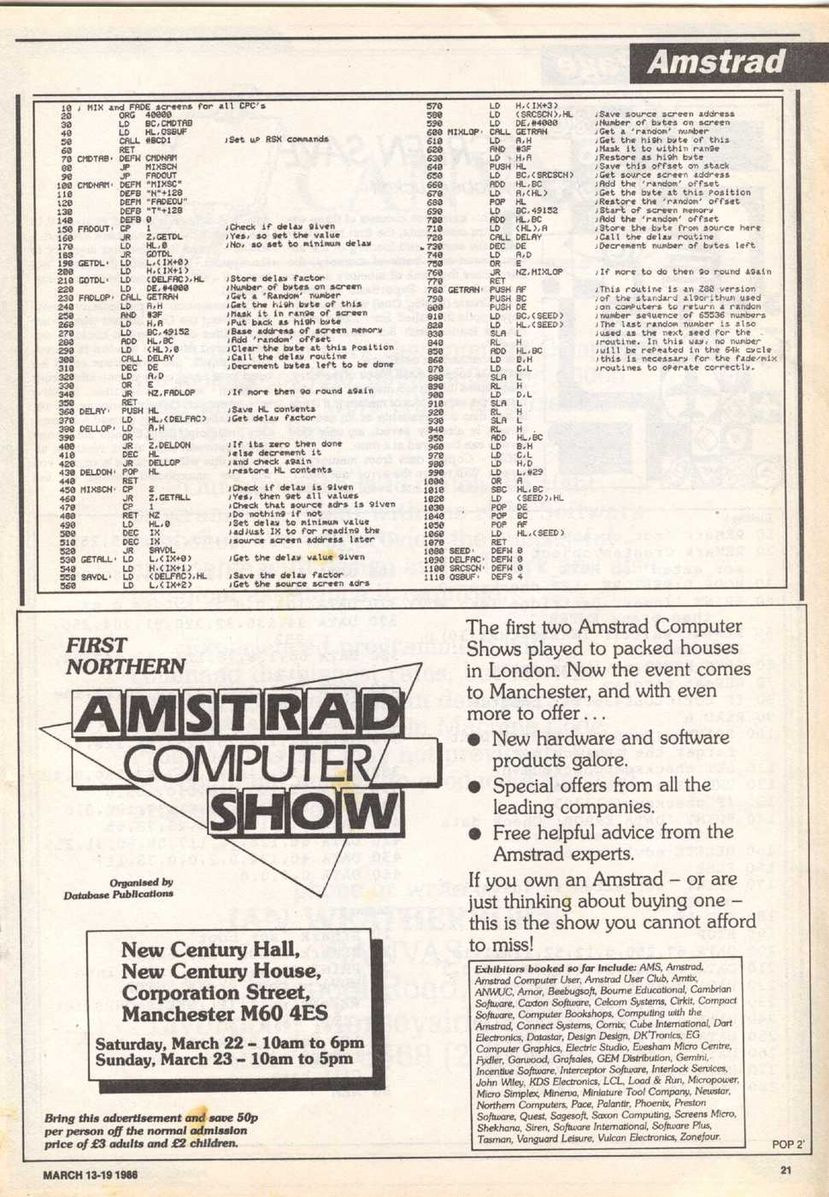 Amstrad
10 ; MIX and FADE screens for all CPC's
20 ORG 40000
30 LD BC,CMDTAB
40 LD HL,OSBUF
50 CALL #BCD1 ;Set up RSX commands
60 RET
70 CMDTAB: DEFW CMDNAM
80 JP MIXSCN
90 JP FADOUT
100 CMDNAM: DEFM "MIXSC"
110 DEFB "N"+128
120 DEFM "FADEOU"
130 DEFB "T"+128
140 DEFB 0
150 FADOUT: CP 1 ;Check if delay given
160 JR Z,GETDL ;Yes, so get the value
170 LD HL,0 ;No, so set to minimum delay
180 JR GOTDL
190 GETDL: LD L,(IX+0)
200 LD H,(IX+1)
210 GOTDL: LD (DELFAC),HL ;Store delay factor
220 LD DE,#4000 ;Number of bytes on screen
230 FADLOP: CALL GETRAN ;Get a 'Random' number
240 LD A,H ;Get the high byte of this
250 AND #3F ;Mask it in range of screen
260 LD H,A ;Put back as high byte
270 LD BC,49152 ;Base address of screen memory
280 ADD HL,BC ;Add 'random' offset
290 LD (HL),0 ;Clear the byte at this Position
300 CALL DELAY ;Call the delay routine
310 DEC DE ;Decrement bytes left to be done
320 LD A,D
330 OR E
340 JR NZ,FADLOP ;If more then go round again
350 RET
360 DELAY: PUSH HL ;Save HL contents
370 LD HL,(DELFAC) ;Get delay factor
380 DELLOP: LD A,H
390 OR L
400 JR Z,DELDON ;If its zero then done
410 DEC HL ;else decrement it
420 JR DELLOP ;and check again
430 DELDON: POP HL ;restore HL contents
440 RET
450 MIXSCH: CP 2 ;Check if delay is given
460 JR Z,GETALL ;Yes, then get all values
470 CP 1 ;Check that source adrs is given
480 RET NZ ;Do nothing if not
490 LD HL,0 ;Set delay to minimum value
500 DEC IX ;adjust IX to for reading the
510 DEC IX ;source screen address later
520 JR SAVDL
530 GETALL: LD L,(IX+0) ;Get the delay value given
540 LD H,(IX+1)
550 SAVDL: LD (DELFAC),HL ;Save the delay factor
560 LD L,(IX+2) ;Get the source screen adrs
570 LD H,(IX+3)
580 LD (SRCSCN),HL ;Save source screen address
590 LD DE,#4000 ;Number of bytes on screen
600 MIXLOP: CALL GETRAN ;Get a 'random' number
610 LD A,H ;Get the high byte of this
620 AND #3F ;Mask it to within range
630 LD H,A ;Restore as high byte
640 PUSH HL ;Save this offset on stack
650 LD BC,(SRCSCN) ;Get source screen address
660 ADD HL,BC ;Add the 'random' offset
670 LD A,(HL) ;Get the byte at this Position
680 POP HL ;Restore the 'random' offset
690 LD BC,49152 ;Start of screen memory
700 ADD HL,BC ;Add the 'random' offset
710 LD (HL),A ;Store the byte from source here
720 CALL DELAY ;Call the delay routine
730 DEC DE ;Decrement number of bytes left
740 LD A,D
750 OR E
760 JR NZ,MIXLOP ;If more to do then go round again
770 RET
780 GETRAN: PUSH AF ;This routine is an Z80 version
790 PUSH BC ;of the standard algorithum used
800 PUSH DE ;on computers to return a random
810 LD BC,(SEED) ;number sequence of 65536 numbers
820 LD HL,(SEED) ;The last random number is also
830 SLA L ;used as the next seed for the
840 RL H ;routine. In this way, no number
850 ADD HL,BC ;will be repeated in the 64k cycle
860 LD B,H ;this is necessary for the fade/mix
870 LD C,L ;routines to operate correctly.
880 SLA L
890 RL H
900 LD D,L
910 SLA L
920 RL H
930 SLA L
940 RL H
950 ADD HL,BC
960 LD B,H
970 LD C,L
980 LD H,D
990 LD L,#29
1000 OR A
1010 SBC HL,BC
1020 LD (SEED),HL
1030 POP DE
1040 POP BC
1050 POP AF
1060 LD HL,(SEED)
1070 RET
1080 SEED: DEFW 0
1090 DELFAC: DEFW 0
1100 SRCSCN: DEFW 0
1110 OSBUF: DEFS 4
FIRST
NORTHERN
AMSTRAD
COMPUTER
SHOW
Organised by
Database Publications
New Century Hall,
New Century House,
Corporation Street,
Manchester M60 4ES
Saturday, March 22 – 10am to 6pm
Sunday, March 23 – 10am to 5pm
Bring this advertisement and save 50p
per person off the normal admission
price of £3 adults and £2 children.
The first two Amstrad Computer
Shows played to packed houses
in London. Now the event comes
to Manchester, and with even
more to offer . . .
● New hardware and software
products galore.
● Special offers from all the
leading companies.
● Free helpful advice from the
Amstrad experts.
If you own an Amstrad – or are
just thinking about buying one –
this is the show you cannot afford
to miss!
Exhibitors booked so far include: AMS, Amstrad,
Amstrad Computer User, Amstrad User Club, Amtix,
ANWUC, Arnor, Beebugsoft, Bourne Educational, Cambrian
Software, Caxton Software, Celcom Systems, Cirkit, Compact
Software, Computer Bookshops, Computing with the
Amstrad, Connect Systems, Comix, Cube International, Dart
Electronics, Datastar, Design Design, DK'Tronics, EG
Computer Graphics, Electric Studio, Evesham Micro Centre,
Fydler, Garwood, Grafsales, GEM Distribution, Gemini,
Incentive Software, Interceptor Software, Interlock Services,
John Wiley, KDS Electronics, LCL, Load & Run, Micropower,
Micro Simplex, Minerva, Miniature Tool Company, Newstar,
Northern Computers, Pace, Palantir, Phoenix, Preston
Software, Quest, Sagesoft, Saxon Computing, Screens Micro,
Shekhana, Siren, Software International, Software Plus,
Tasman, Vanguard Leisure, Vulcan Electronics, Zonefour.
POP 2'
MARCH 13-19 1986
21